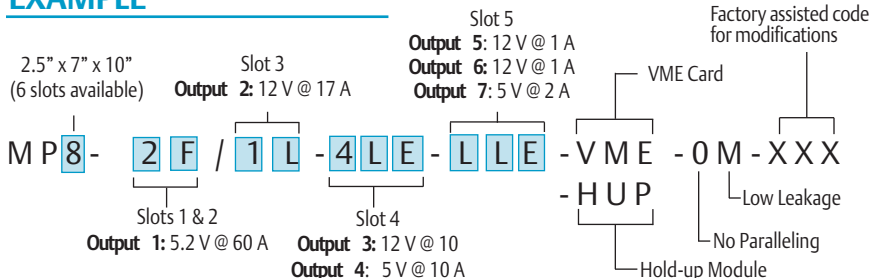 EXAMPLE
2.5” x 7” x 10”
(6 slots available)
Slot 3
Output 2: 12 V @ 17 A
Slot 5
Output 5: 12 V @ 1 A
Output 6: 12 V @ 1 A
Output 7: 5 V @ 2 A
VME Card
Factory assisted code
for modifications
MP8- 2F / 1L -4LE- LLE -VME -0M-XXX
-HUP
Slots 1 & 2
Output 1: 5.2 V @ 60 A
Slot 4
Output 3: 12 V @ 10
Output 4: 5 V @ 10 A
Low Leakage
No Paralleling
Hold-up Module